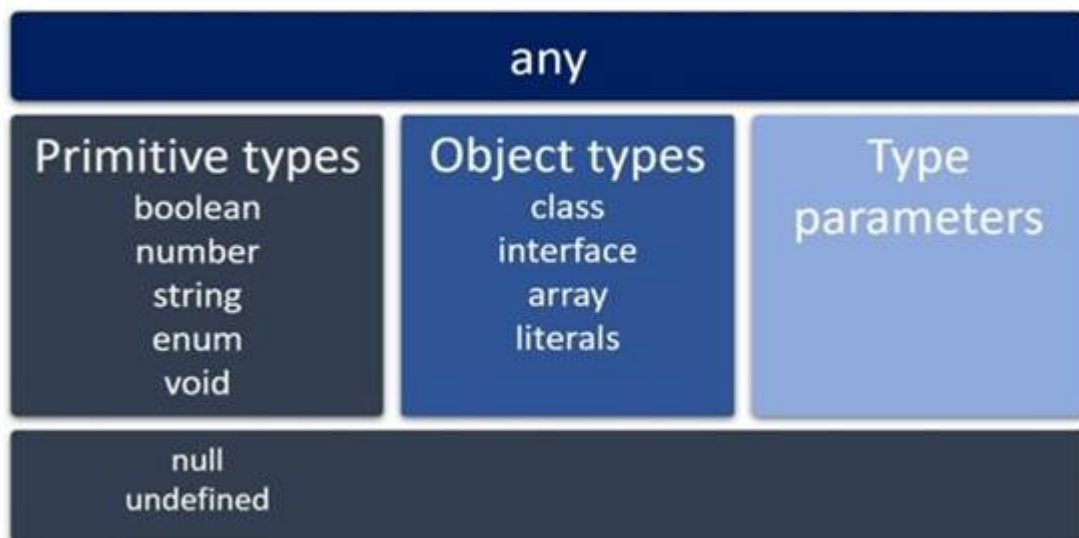 any
Primitive types
boolean
number
string
enum
void
Object types
class
interface
array
literals
Type
parameters
null
undefined